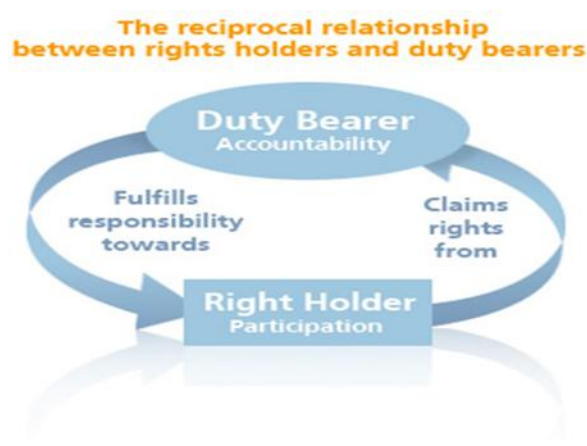 The reciprocal relationship
between rights holders and duty bearers
Duty Bearer
Accountability
Fulfills
responsibility
towards
Claims
rights
from
Right Holder
Participation